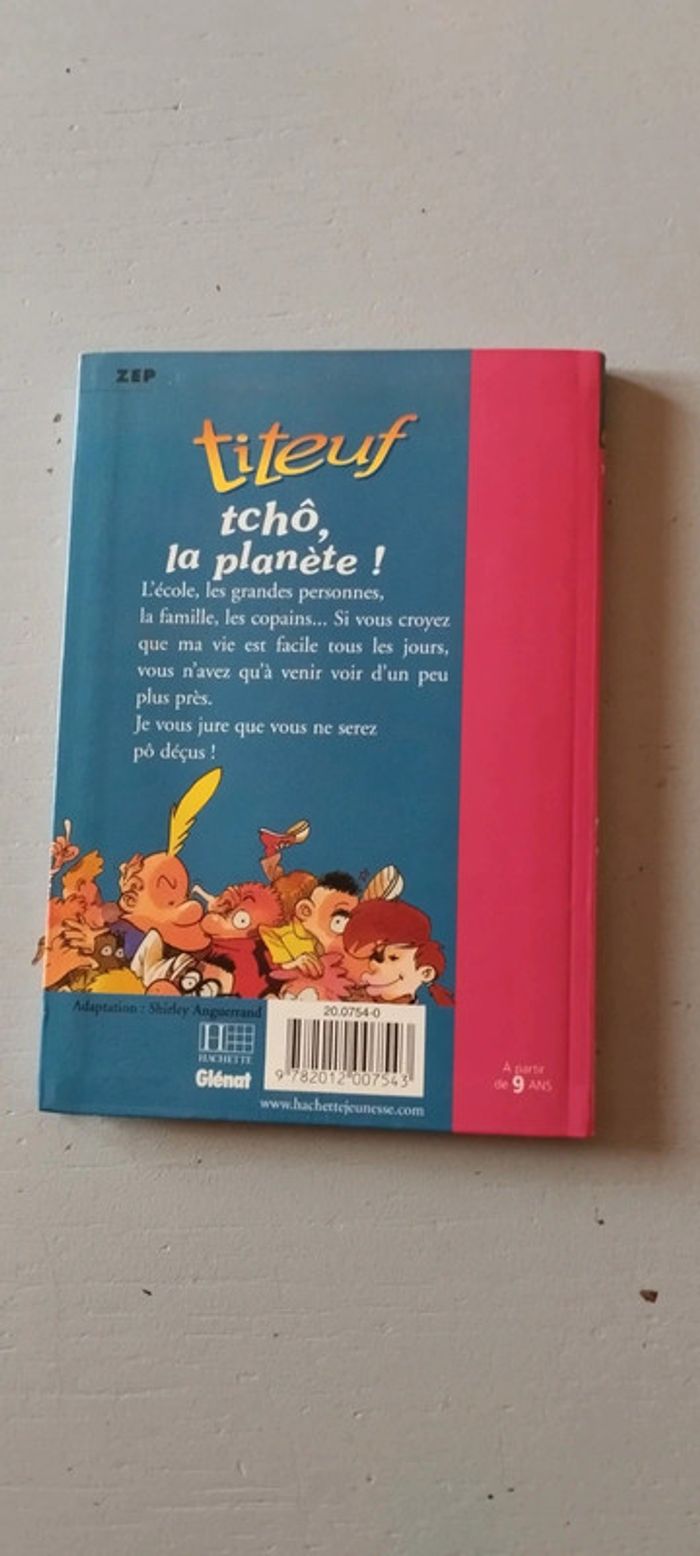 ZEP
titeuf
tchô,
la planète !
L'école, les grandes personnes,
la famille, les copains... Si vous croyez
que ma vie est facile tous les jours,
vous n'avez qu'à venir voir d'un peu
plus près.
Je vous jure que vous ne serez
pô déçus !
Adaptation : Shirley Anguerrand
20.0754-0
H
HACHETTE
Glénat
9 782012 007543
www.hachettejeunesse.com
À partir
de 9 ANS